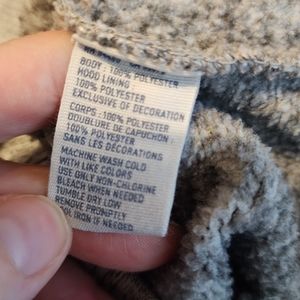 BODY : 100% POLYESTER
HOOD LINING
100% POLYESTER
EXCLUSIVE OF DECORATION
CORPS : 100% POLYESTER
DOUBLURE DE CAPUCHON :
100% POLYESTER
SANS LES DÉCORATIONS
MACHINE WASH COLD
WITH LIKE COLORS
USE ONLY NON-CHLORINE
BLEACH WHEN NEEDED
TUMBLE DRY LOW
REMOVE PROMPTLY
IRON IF NEEDED